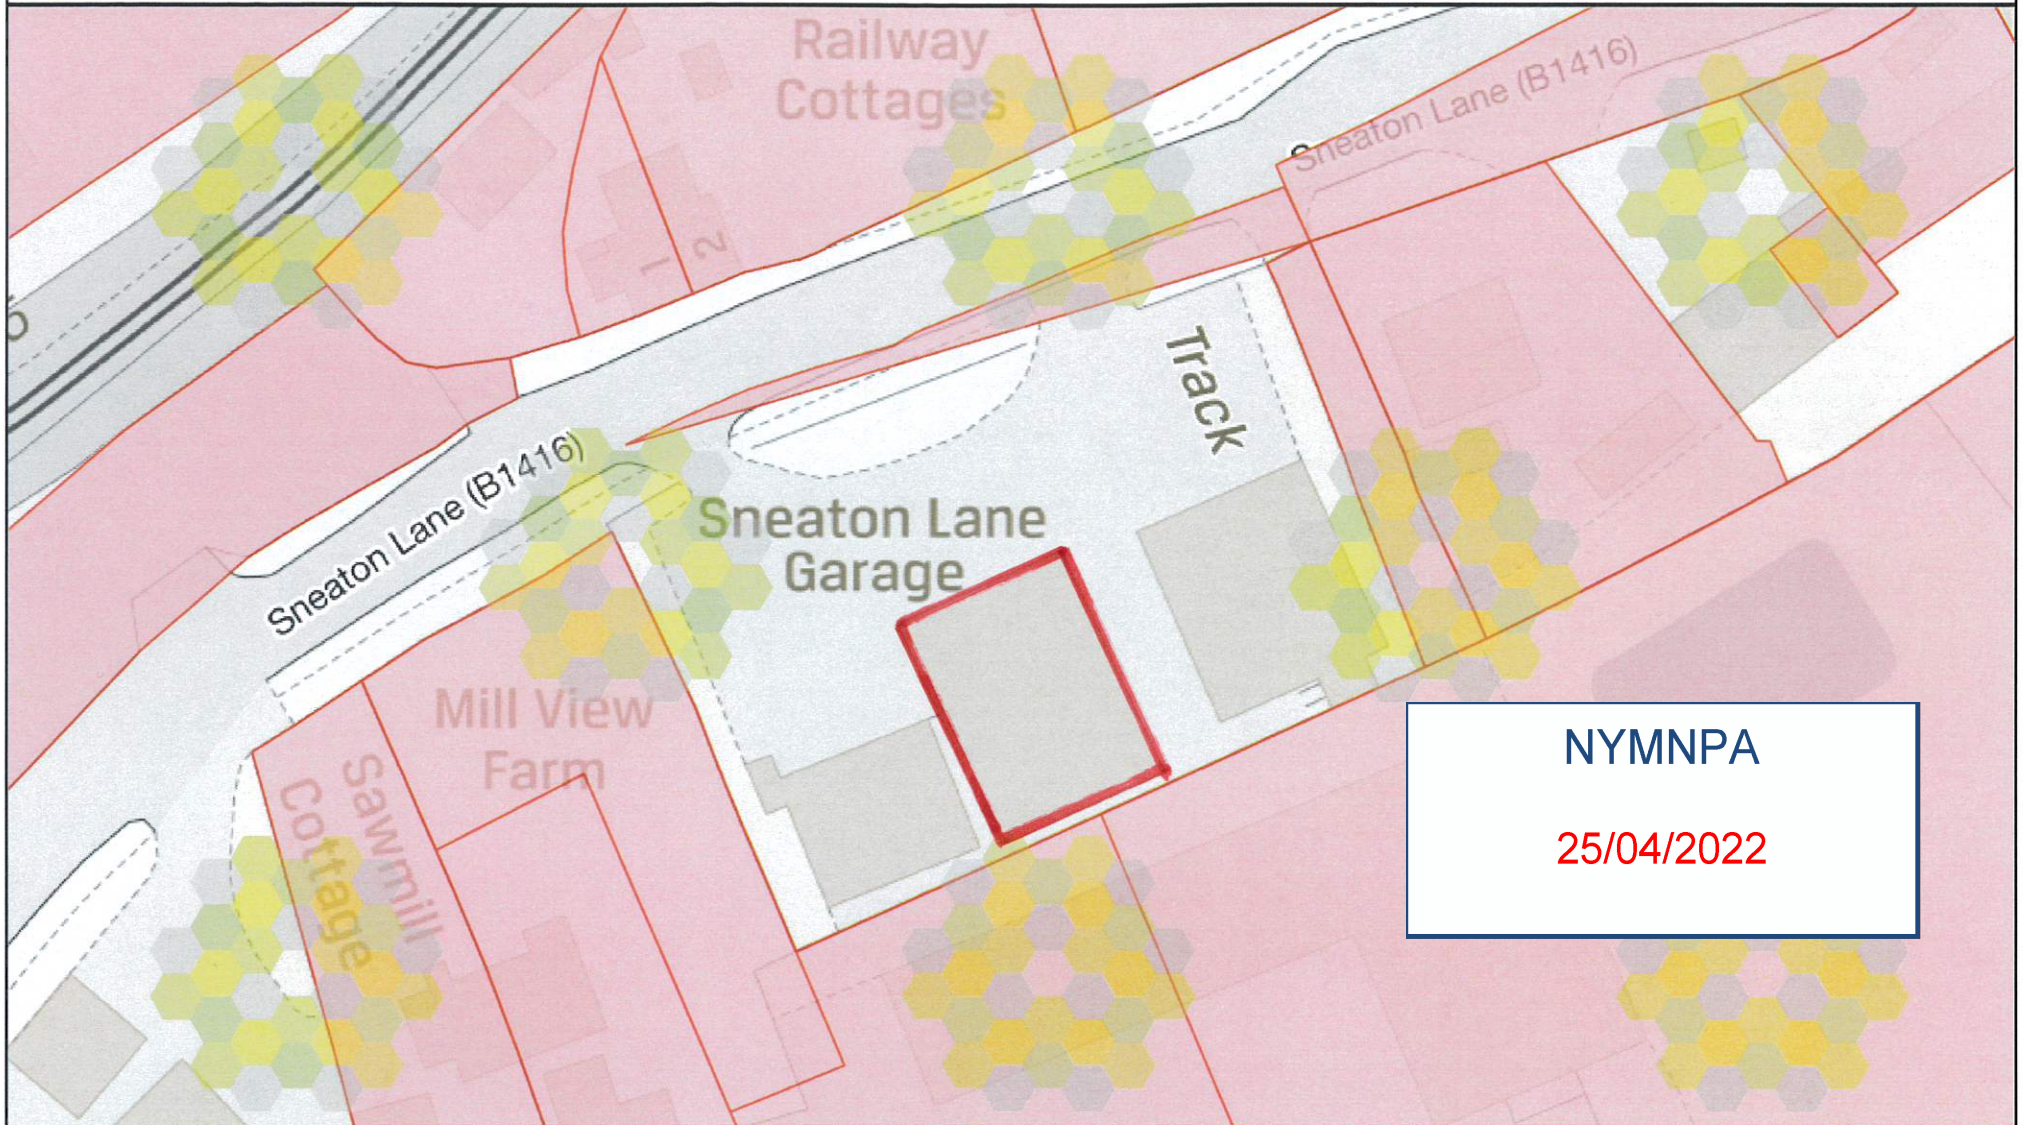 Railway
Cottages
Sneaton Lane (B1416)
1
2
Track
Sneaton Lane (B1416)
Sneaton Lane
Garage
Mill View
Farm
Sawmill
Cottage
NYMNPA
25/04/2022